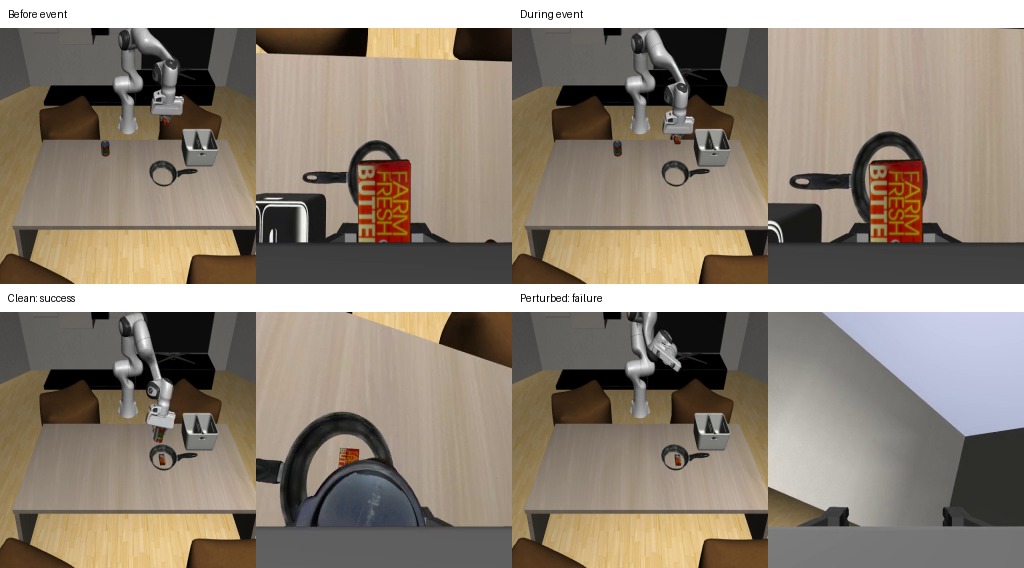 Before event
During event
FARM
FRESH
BUTTE
FARM
FRESH
BUTTE
Clean: success
Perturbed: failure